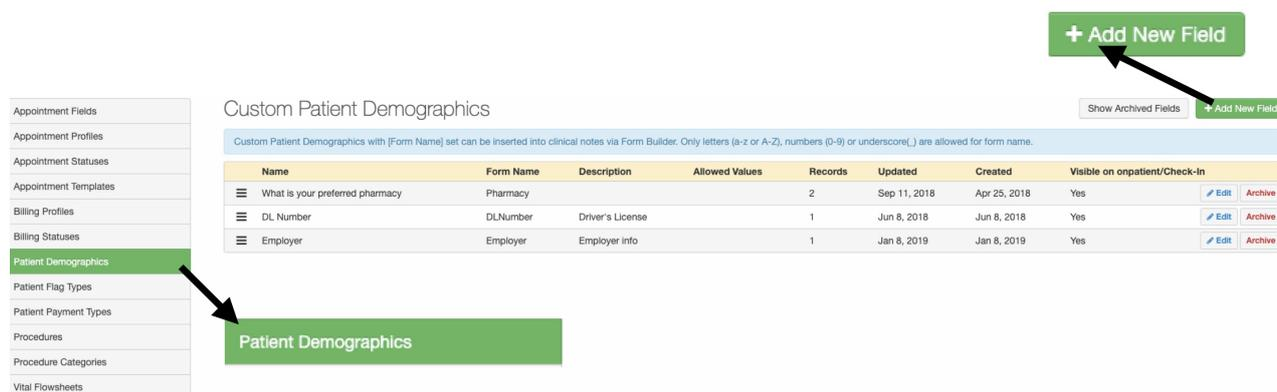 + Add New Field
Appointment Fields
Appointment Profiles
Appointment Statuses
Appointment Templates
Billing Profiles
Billing Statuses
Patient Demographics
Patient Flag Types
Patient Payment Types
Procedures
Procedure Categories
Vital Flowsheets
Custom Patient Demographics
Show Archived Fields + Add New Field
Custom Patient Demographics with [Form Name] set can be inserted into clinical notes via Form Builder. Only letters (a-z or A-Z), numbers (0-9) or underscore(_) are allowed for form name.
Name Form Name Description Allowed Values Records Updated Created Visible on onpatient/Check-In
What is your preferred pharmacy Pharmacy 2 Sep 11, 2018 Apr 25, 2018 Yes Edit Archive
DL Number DLNumber Driver's License 1 Jun 8, 2018 Jun 8, 2018 Yes Edit Archive
Employer Employer Employer info 1 Jan 8, 2019 Jan 8, 2019 Yes Edit Archive
Patient Demographics